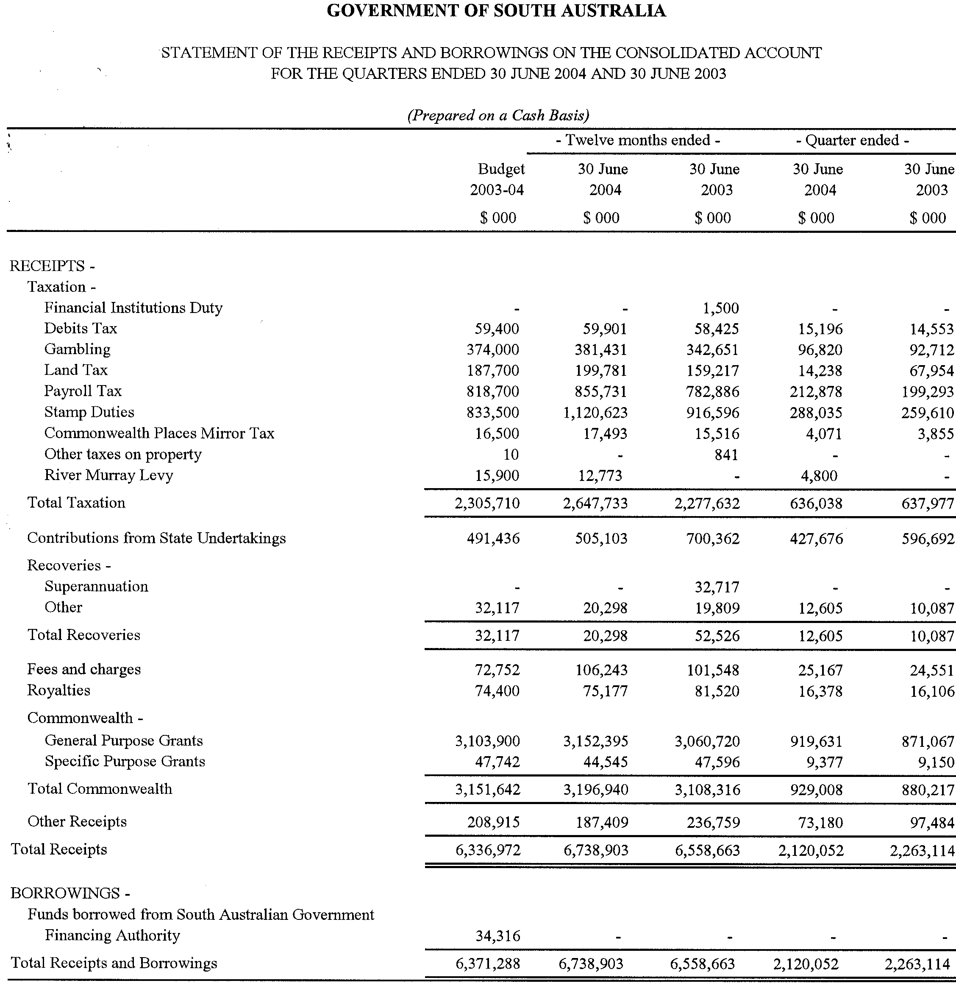 GOVERNMENT OF SOUTH AUSTRALIA
STATEMENT OF THE RECEIPTS AND BORROWINGS ON THE CONSOLIDATED ACCOUNT
FOR THE QUARTERS ENDED 30 JUNE 2004 AND 30 JUNE 2003
(Prepared on a Cash Basis)
- Twelve months ended - - Quarter ended -
Budget 30 June 30 June 30 June 30 June
2003-04 2004 2003 2004 2003
$ 000 $ 000 $ 000 $ 000 $ 000
RECEIPTS -
Taxation -
Financial Institutions Duty - - 1,500 - -
Debits Tax 59,400 59,901 58,425 15,196 14,553
Gambling 374,000 381,431 342,651 96,820 92,712
Land Tax 187,700 199,781 159,217 14,238 67,954
Payroll Tax 818,700 855,731 782,886 212,878 199,293
Stamp Duties 833,500 1,120,623 916,596 288,035 259,610
Commonwealth Places Mirror Tax 16,500 17,493 15,516 4,071 3,855
Other taxes on property 10 - 841 - -
River Murray Levy 15,900 12,773 - 4,800 -
Total Taxation 2,305,710 2,647,733 2,277,632 636,038 637,977
Contributions from State Undertakings 491,436 505,103 700,362 427,676 596,692
Recoveries -
Superannuation - - 32,717 - -
Other 32,117 20,298 19,809 12,605 10,087
Total Recoveries 32,117 20,298 52,526 12,605 10,087
Fees and charges 72,752 106,243 101,548 25,167 24,551
Royalties 74,400 75,177 81,520 16,378 16,106
Commonwealth -
General Purpose Grants 3,103,900 3,152,395 3,060,720 919,631 871,067
Specific Purpose Grants 47,742 44,545 47,596 9,377 9,150
Total Commonwealth 3,151,642 3,196,940 3,108,316 929,008 880,217
Other Receipts 208,915 187,409 236,759 73,180 97,484
Total Receipts 6,336,972 6,738,903 6,558,663 2,120,052 2,263,114
BORROWINGS -
Funds borrowed from South Australian Government
Financing Authority 34,316 - - - -
Total Receipts and Borrowings 6,371,288 6,738,903 6,558,663 2,120,052 2,263,114